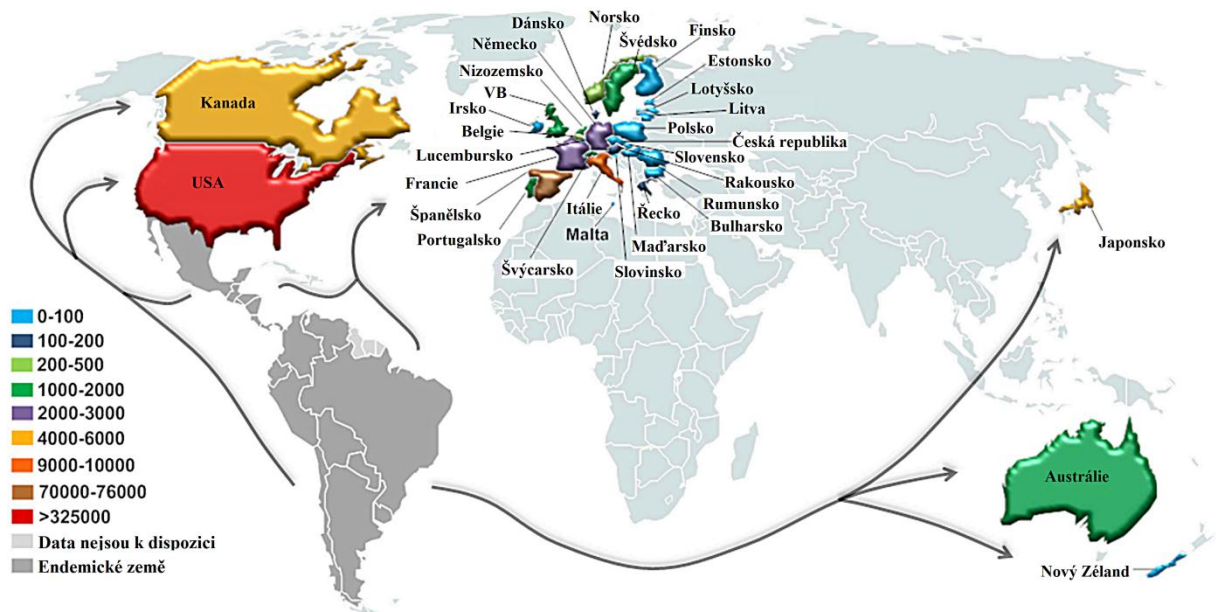 Dánsko
Norsko
Německo
Švédsko
Finsko
Nizozemsko
Estonsko
VB
Lotyšsko
Irsko
Litva
Belgie
Polsko
Česká republika
Lucembursko
Slovensko
Francie
Rakousko
Španělsko
Itálie
Řecko
Rumunsko
Portugalsko
Malta
Bulharsko
Maďarsko
Švýcarsko
Slovinsko
Kanada
USA
Japonsko
0-100
100-200
200-500
1000-2000
2000-3000
4000-6000
9000-10000
70000-76000
>325000
Data nejsou k dispozici
Endemické země
Austrálie
Nový Zéland